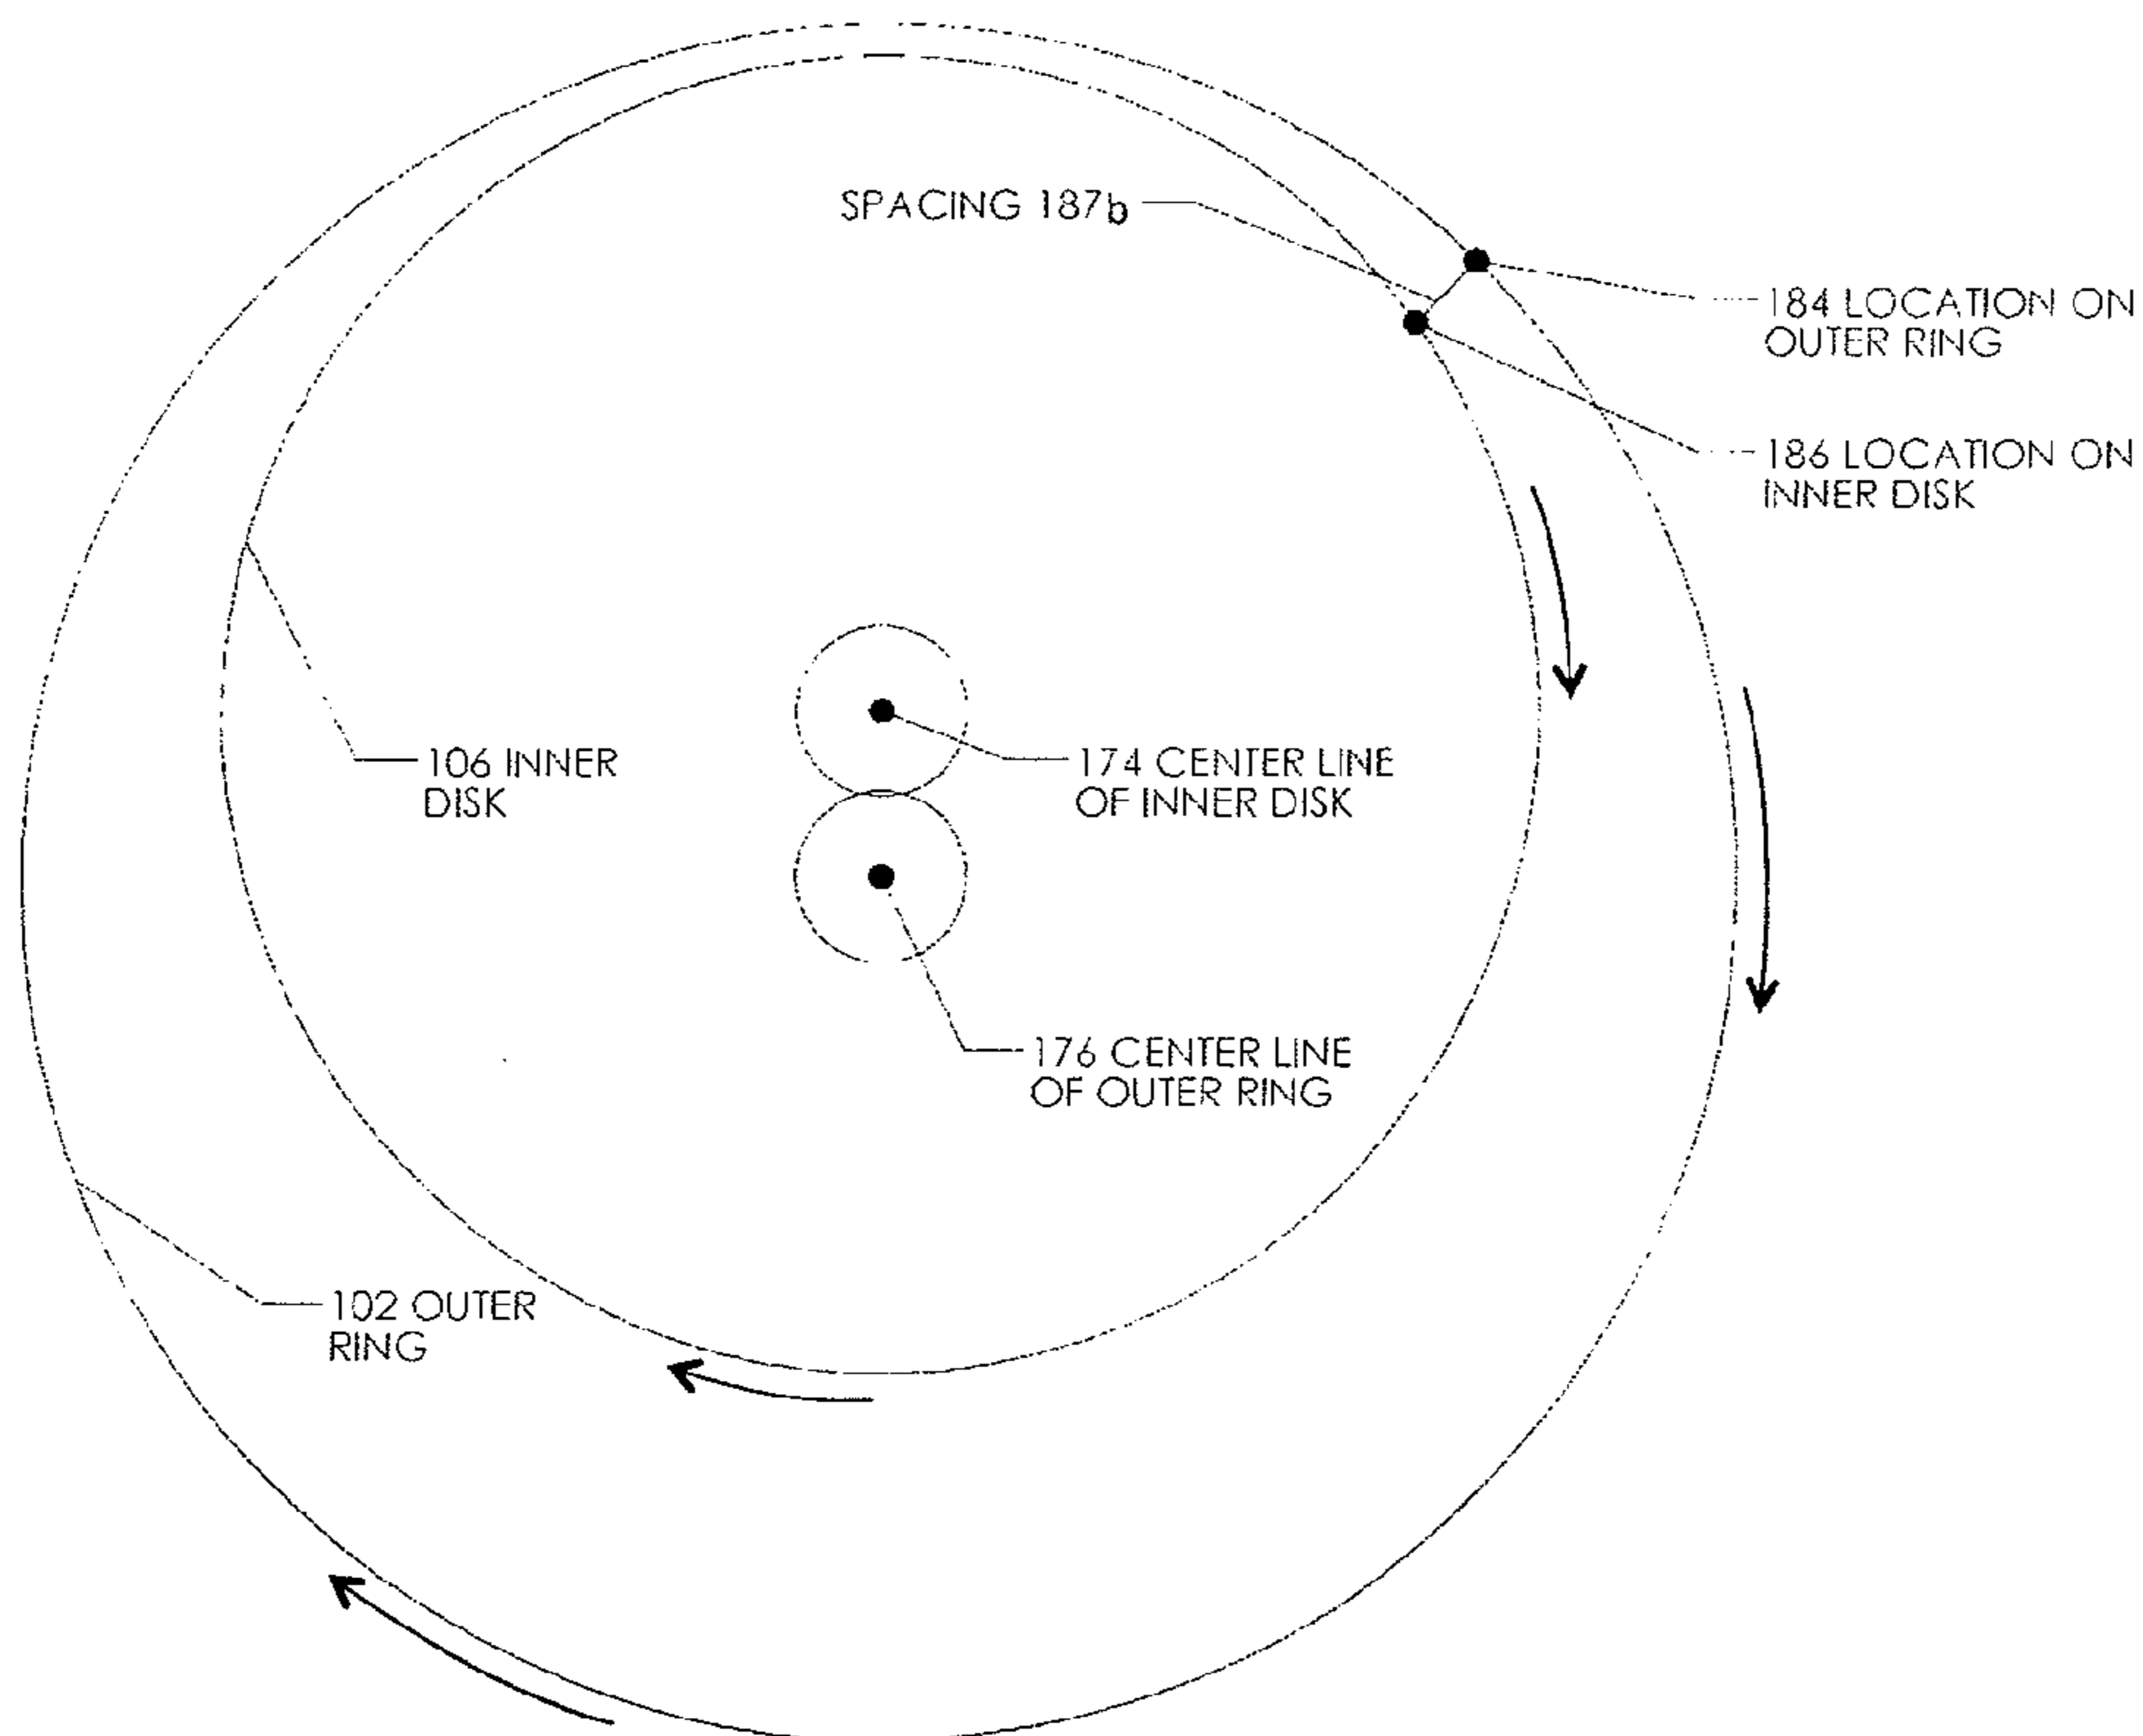 SPACING 187b
184 LOCATION ON
OUTER RING
186 LOCATION ON
INNER DISK
106 INNER
DISK
174 CENTER LINE
OF INNER DISK
176 CENTER LINE
OF OUTER RING
102 OUTER
RING